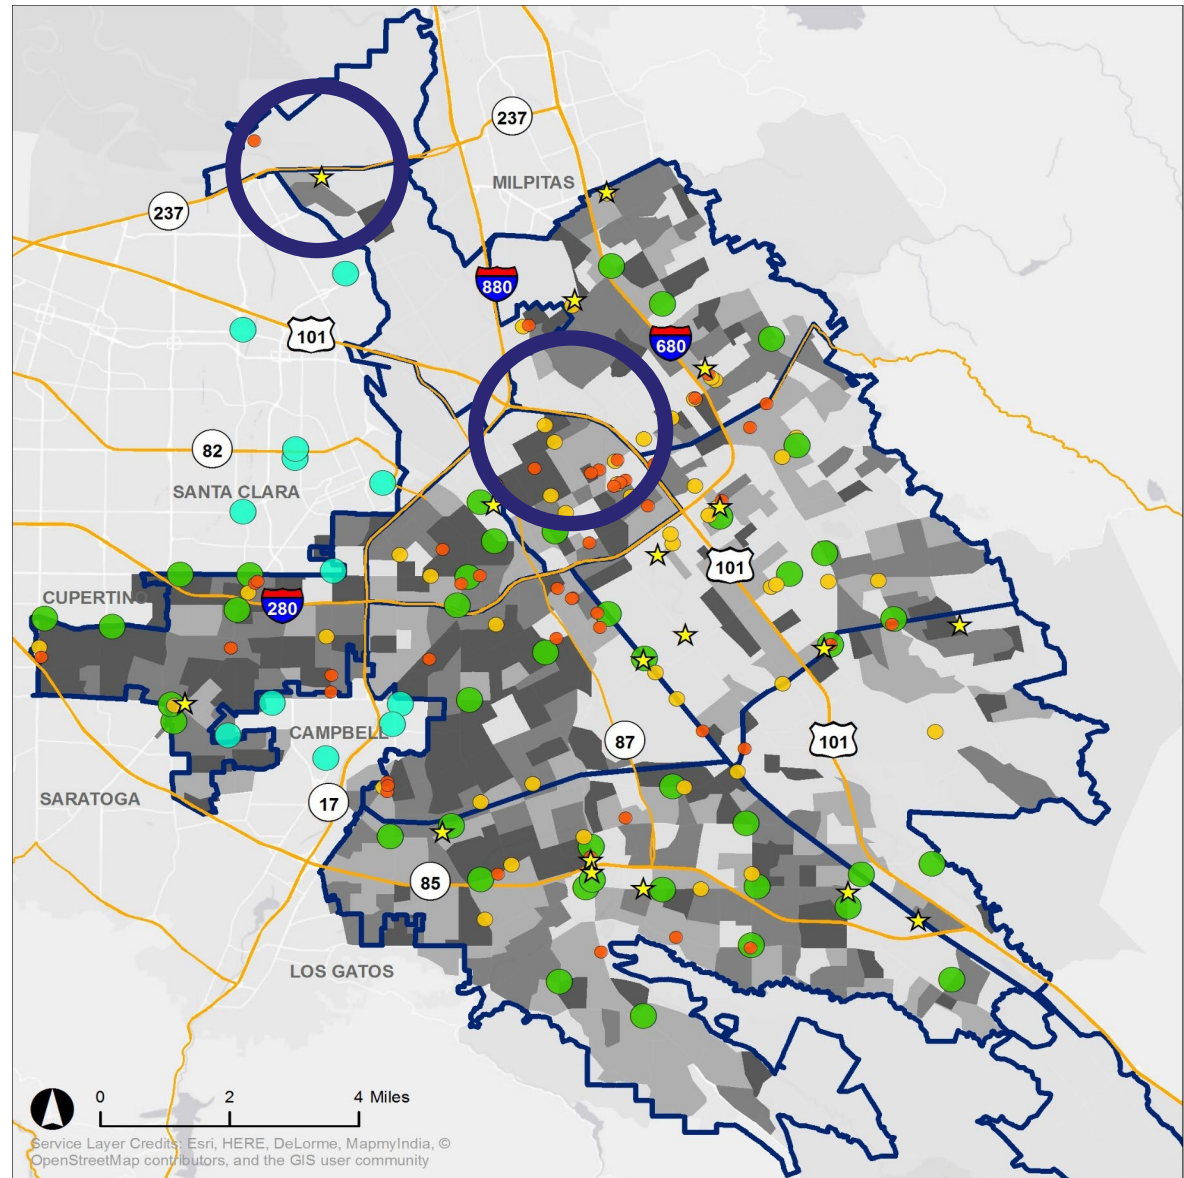 237
MILPITAS
237
880
101
680
82
SANTA CLARA
101
CUPERTINO
280
CAMPBELL
87
101
SARATOGA
17
85
LOS GATOS
0 2 4 Miles
Service Layer Credits: Esri, HERE, DeLorme, MapmyIndia, ©
OpenStreetMap contributors, and the GIS user community